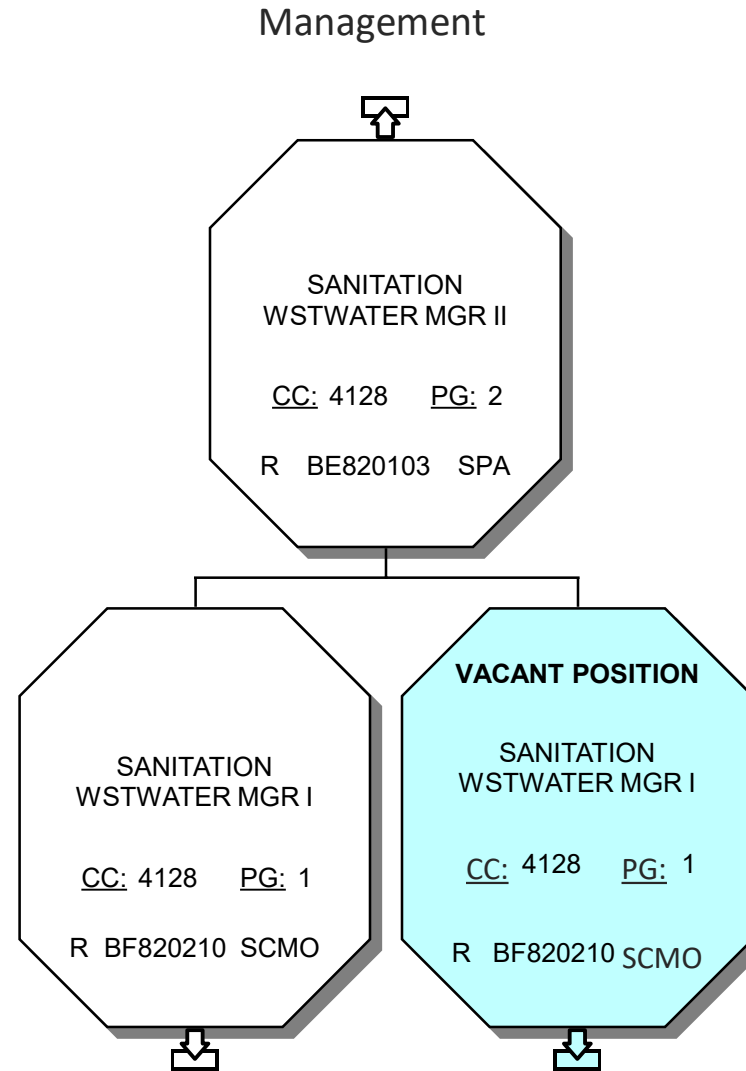 Management
SANITATION
WSTWATER MGR II
CC: 4128 PG: 2
R BE820103 SPA
SANITATION
WSTWATER MGR I
CC: 4128 PG: 1
R BF820210 SCMO
VACANT POSITION
SANITATION
WSTWATER MGR I
CC: 4128 PG: 1
R BF820210 SCMO